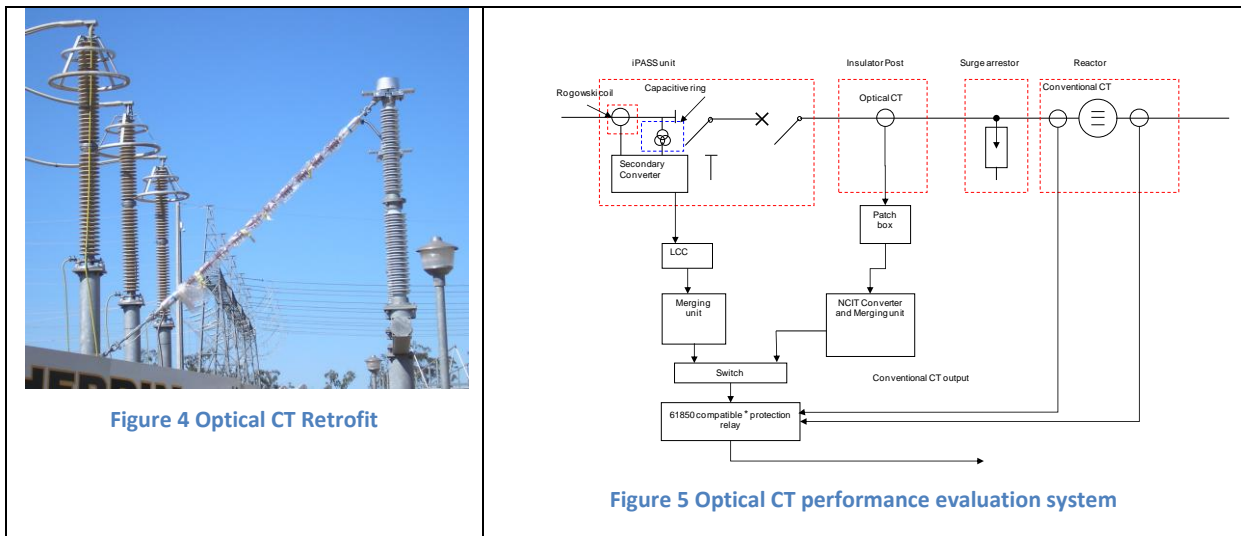 Figure 4 Optical CT Retrofit
iPASS unit
Insulator Post
Surge arrestor
Reactor
Rogowski coil
Capacitive ring
Optical CT
Conventional CT
Secondary
Converter
Patch
box
LCC
Merging
unit
NCIT Converter
and Merging unit
Switch
Conventional CT output
61850 compatible * protection
relay
Figure 5 Optical CT performance evaluation system